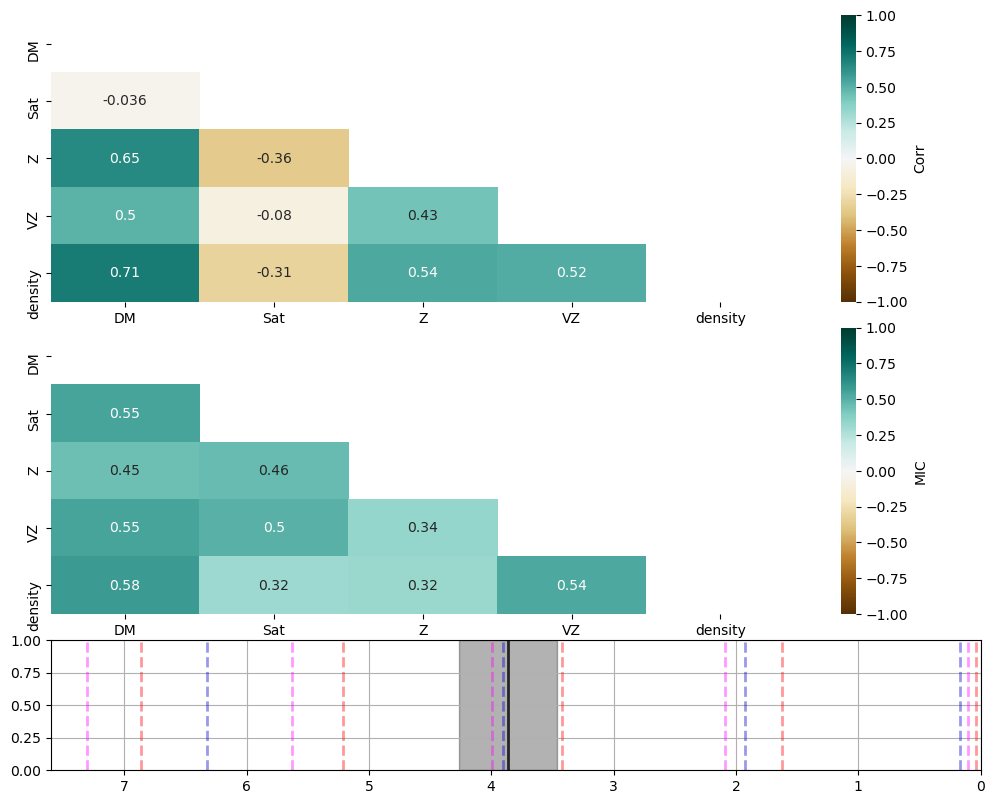 DM
Sat
Z
VZ
density
-0.036
0.65 -0.36
0.5 -0.08 0.43
0.71 -0.31 0.54 0.52
DM Sat Z VZ density
1.00
0.75
0.50
0.25
0.00
−0.25
−0.50
−0.75
−1.00
Corr
DM
Sat
Z
VZ
density
0.55
0.45 0.46
0.55 0.5 0.34
0.58 0.32 0.32 0.54
DM Sat Z VZ density
1.00
0.75
0.50
0.25
0.00
−0.25
−0.50
−0.75
−1.00
MIC
1.00
0.75
0.50
0.25
0.00
7 6 5 4 3 2 1 0